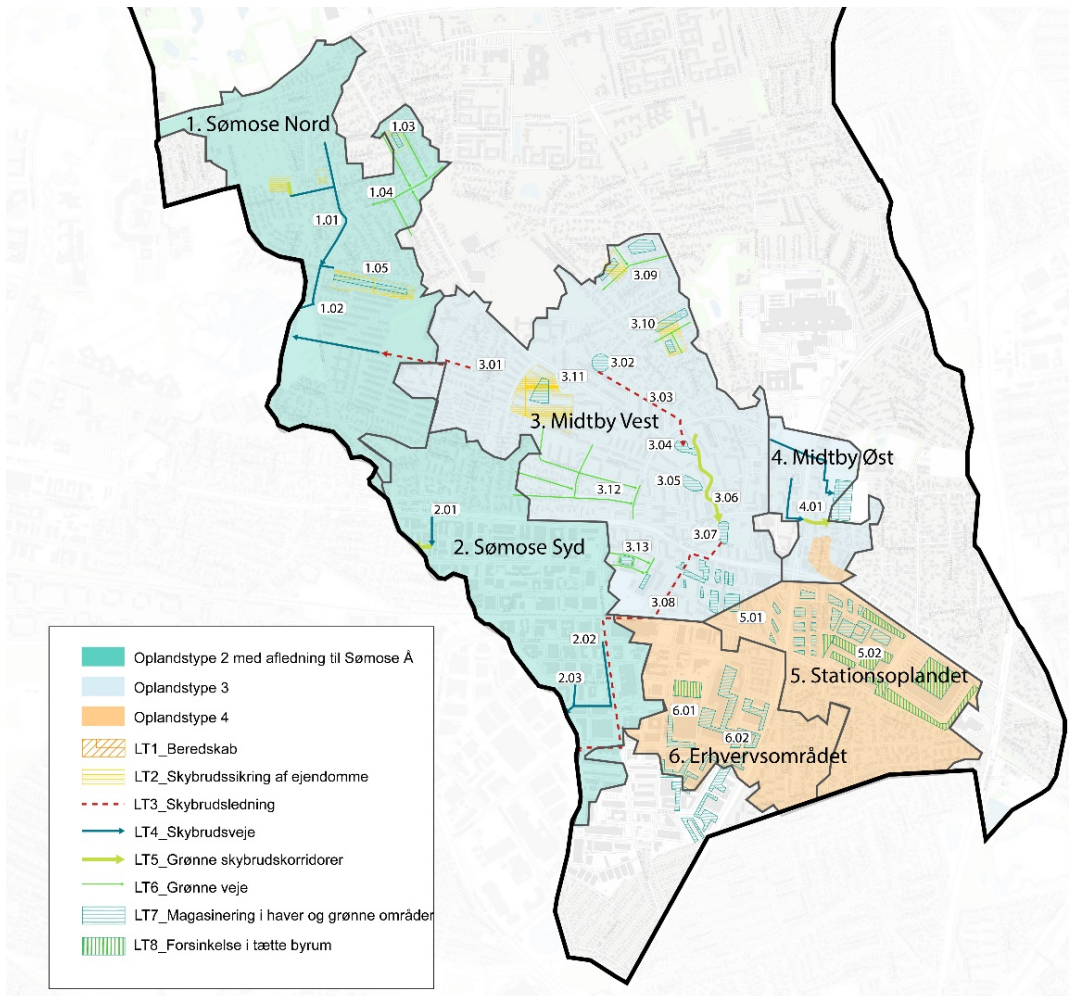 1. Sømose Nord
1.03
1.04
1.01
1.05
1.02
3.09
3.10
3.01
3.02
3.11
3.03
3. Midtby Vest
3.04
4. Midtby Øst
3.05
3.12
3.06
4.01
2.01
3.07
2. Sømose Syd
3.13
3.08
5.01
2.02
5.02
2.03
5. Stationsoplandet
6.01
6.02
6. Erhvervsområdet
Oplandstype 2 med afledning til Sømose Å
Oplandstype 3
Oplandstype 4
LT1_Beredskab
LT2_Skybrudssikring af ejendomme
LT3_Skybrudsledning
LT4_Skybrudsveje
LT5_Grønne skybrudskorridorer
LT6_Grønne veje
LT7_Magasinering i haver og grønne områder
LT8_Forsinkelse i tætte byrum